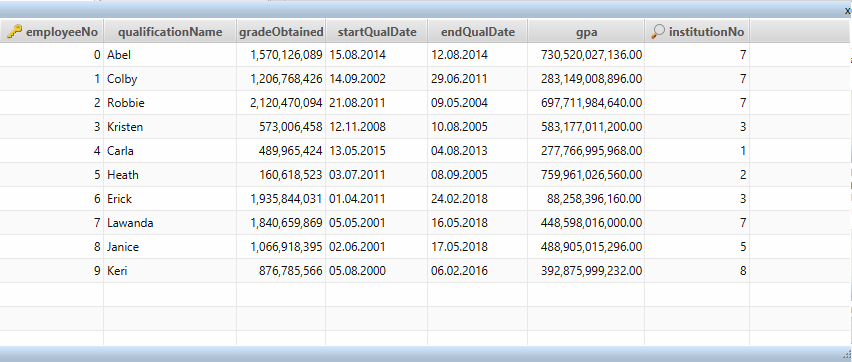 employeeNo qualificationName gradeObtained startQualDate endQualDate gpa institutionNo
0 Abel 1,570,126,089 15.08.2014 12.08.2014 730,520,027,136.00 7
1 Colby 1,206,768,426 14.09.2002 29.06.2011 283,149,008,896.00 7
2 Robbie 2,120,470,094 21.08.2011 09.05.2004 697,711,984,640.00 7
3 Kristen 573,006,458 12.11.2008 10.08.2005 583,177,011,200.00 3
4 Carla 489,965,424 13.05.2015 04.08.2013 277,766,995,968.00 1
5 Heath 160,618,523 03.07.2011 08.09.2005 759,961,026,560.00 2
6 Erick 1,935,844,031 01.04.2011 24.02.2018 88,258,396,160.00 3
7 Lawanda 1,840,659,869 05.05.2001 16.05.2018 448,598,016,000.00 7
8 Janice 1,066,918,395 02.06.2001 17.05.2018 488,905,015,296.00 5
9 Keri 876,785,566 05.08.2000 06.02.2016 392,875,999,232.00 8